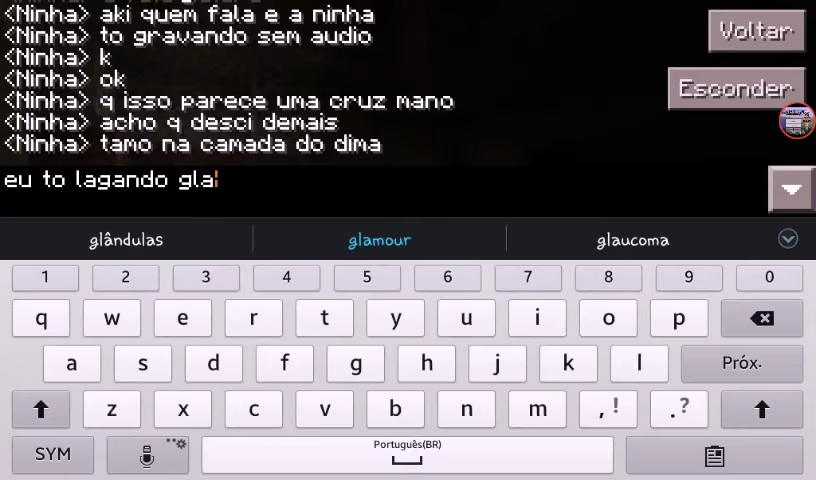 <Ninha> aki quem fala e a ninha
<Ninha> to gravando sem audio
<Ninha> k
<Ninha> ok
<Ninha> q isso parece uma cruz mano
<Ninha> acho q desci demais
<Ninha> tamo na camada do dima
Voltar
Esconder
eu to lagando gla
glândulas glamour glaucoma
1 2 3 4 5 6 7 8 9 0
q w e r t y u i o p
a s d f g h j k l Próx.
z x c v b n m , ! . ?
SYM Português(BR)